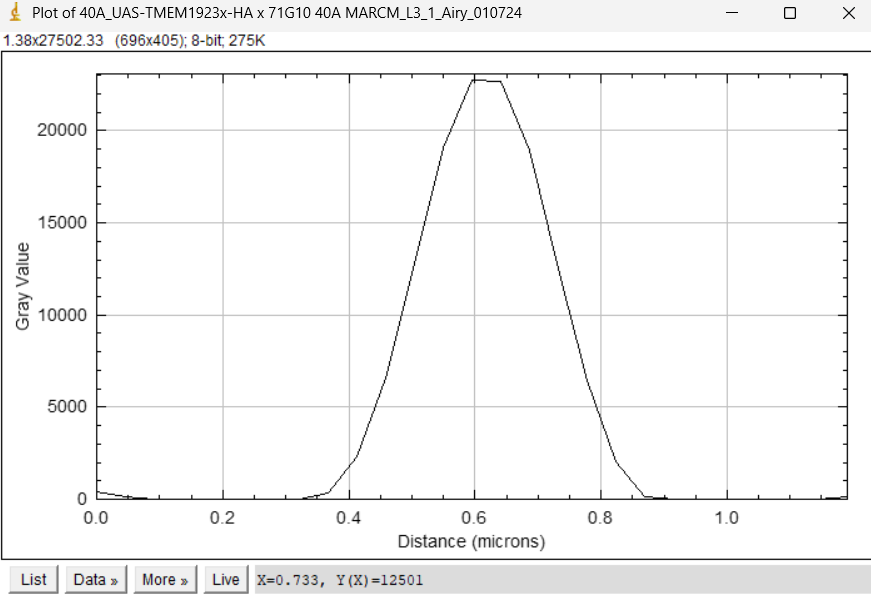 Plot of 40A_UAS-TMEM1923x-HA x 71G10 40A MARCM_L3_1_Airy_010724
1.38x27502.33 (696x405); 8-bit; 275K
20000
15000
10000
5000
0
Gray Value
0.0 0.2 0.4 0.6 0.8 1.0
Distance (microns)
List Data » More » Live X=0.733, Y(X)=12501